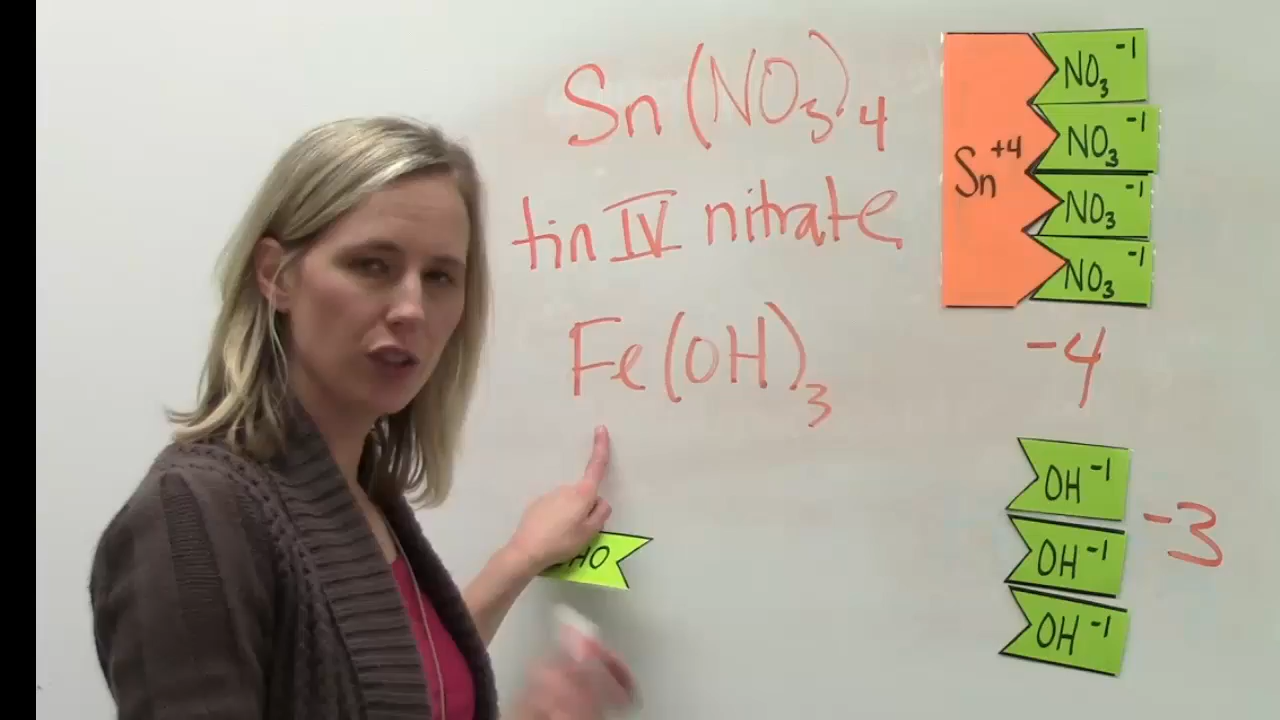 Sn(NO₃)₄
tin IV nitrate
Fe(OH)₃
Sn⁺⁴
NO₃⁻¹
NO₃⁻¹
NO₃⁻¹
NO₃⁻¹
-4
OH⁻¹
OH⁻¹
OH⁻¹
-3